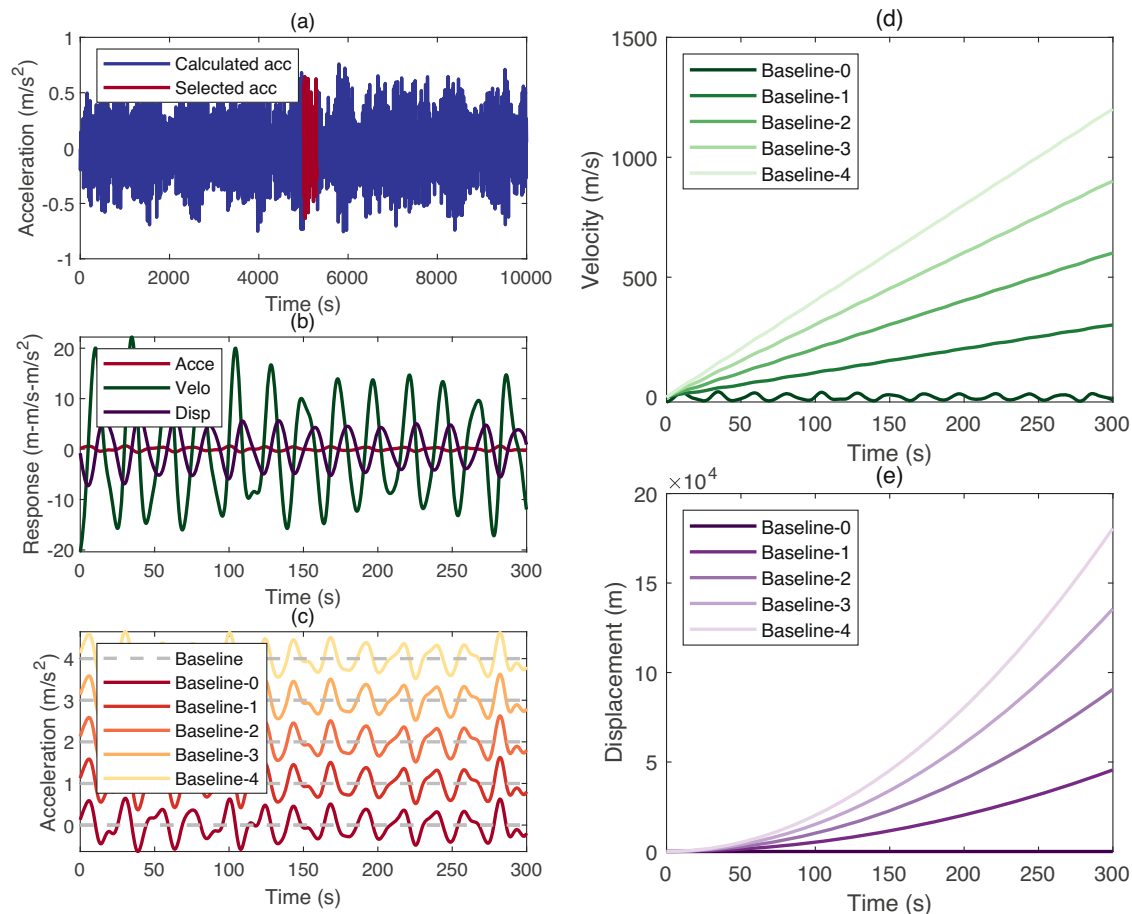 (a)
1
0.5
0
-0.5
-1
Acceleration (m/s²)
Calculated acc
Selected acc
0 2000 4000 6000 8000 10000
Time (s)
(b)
20
10
0
-10
-20
Response (m-m/s-m/s²)
Acce
Velo
Disp
0 50 100 150 200 250 300
Time (s)
(c)
4
3
2
1
0
Acceleration (m/s²)
Baseline
Baseline-0
Baseline-1
Baseline-2
Baseline-3
Baseline-4
0 50 100 150 200 250 300
Time (s)
(d)
1500
1000
500
0
Velocity (m/s)
Baseline-0
Baseline-1
Baseline-2
Baseline-3
Baseline-4
0 50 100 150 200 250 300
Time (s)
(e)
×10⁴
20
15
10
5
0
Displacement (m)
Baseline-0
Baseline-1
Baseline-2
Baseline-3
Baseline-4
0 50 100 150 200 250 300
Time (s)